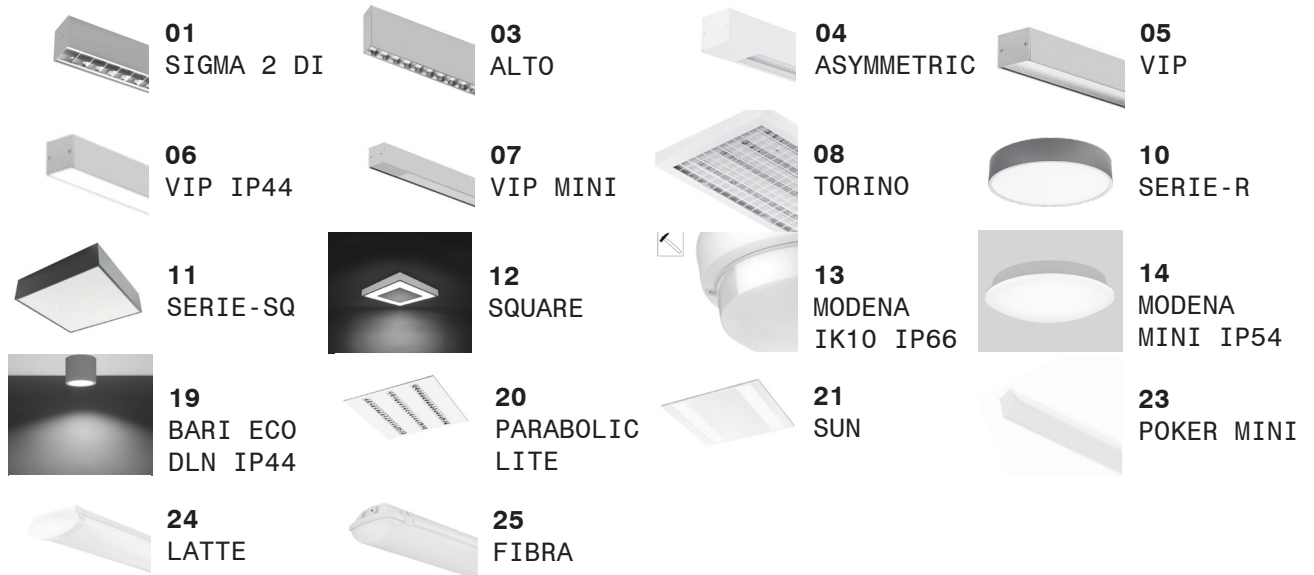 01
SIGMA 2 DI
03
ALTO
04
ASYMMETRIC
05
VIP
06
VIP IP44
07
VIP MINI
08
TORINO
10
SERIE-R
11
SERIE-SQ
12
SQUARE
13
MODENA
IK10 IP66
14
MODENA
MINI IP54
19
BARI ECO
DLN IP44
20
PARABOLIC
LITE
21
SUN
23
POKER MINI
24
LATTE
25
FIBRA